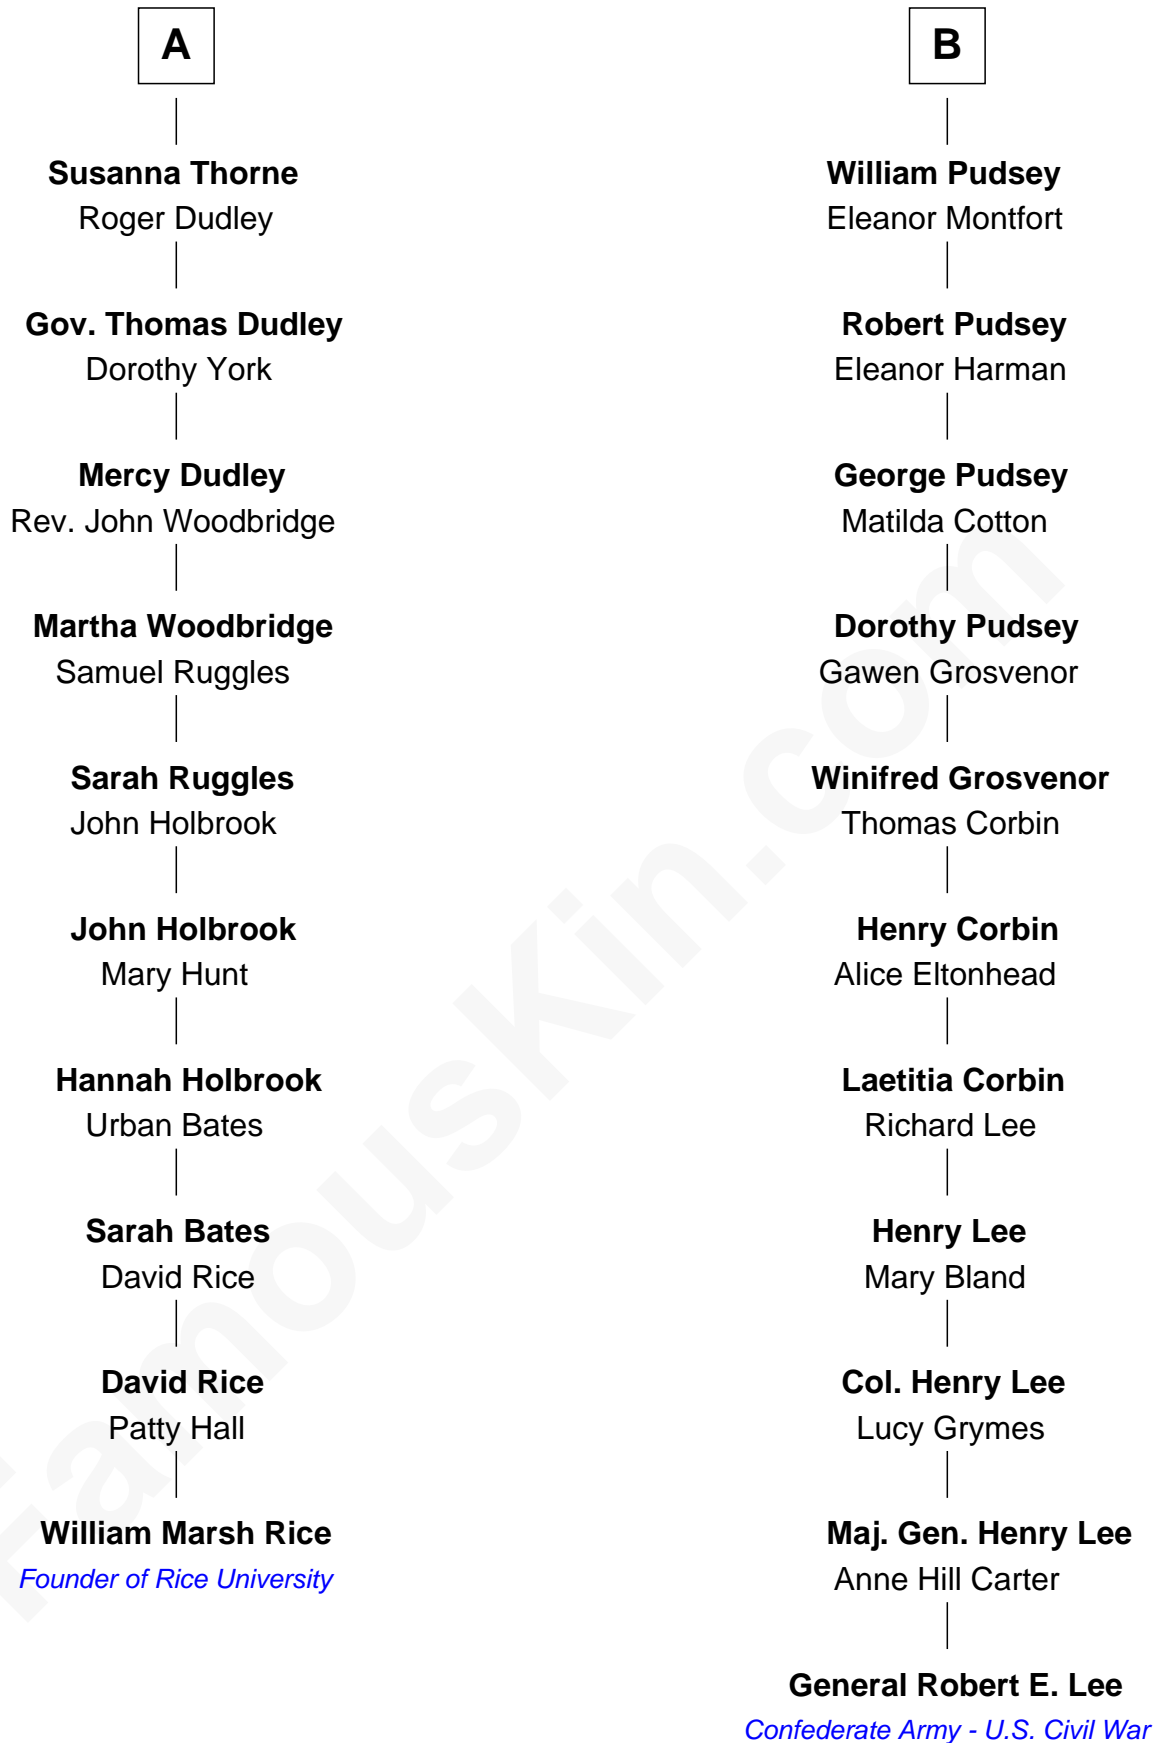 A
Susanna Thorne
Roger Dudley
Gov. Thomas Dudley
Dorothy York
Mercy Dudley
Rev. John Woodbridge
Martha Woodbridge
Samuel Ruggles
Sarah Ruggles
John Holbrook
John Holbrook
Mary Hunt
Hannah Holbrook
Urban Bates
Sarah Bates
David Rice
David Rice
Patty Hall
William Marsh Rice
Founder of Rice University
B
William Pudsey
Eleanor Montfort
Robert Pudsey
Eleanor Harman
George Pudsey
Matilda Cotton
Dorothy Pudsey
Gawen Grosvenor
Winifred Grosvenor
Thomas Corbin
Henry Corbin
Alice Eltonhead
Laetitia Corbin
Richard Lee
Henry Lee
Mary Bland
Col. Henry Lee
Lucy Grymes
Maj. Gen. Henry Lee
Anne Hill Carter
General Robert E. Lee
Confederate Army - U.S. Civil War
FamousKin.com